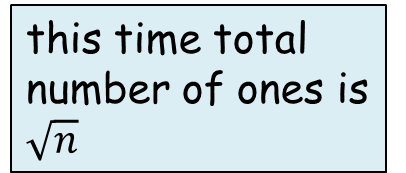 this time total
number of ones is
√n